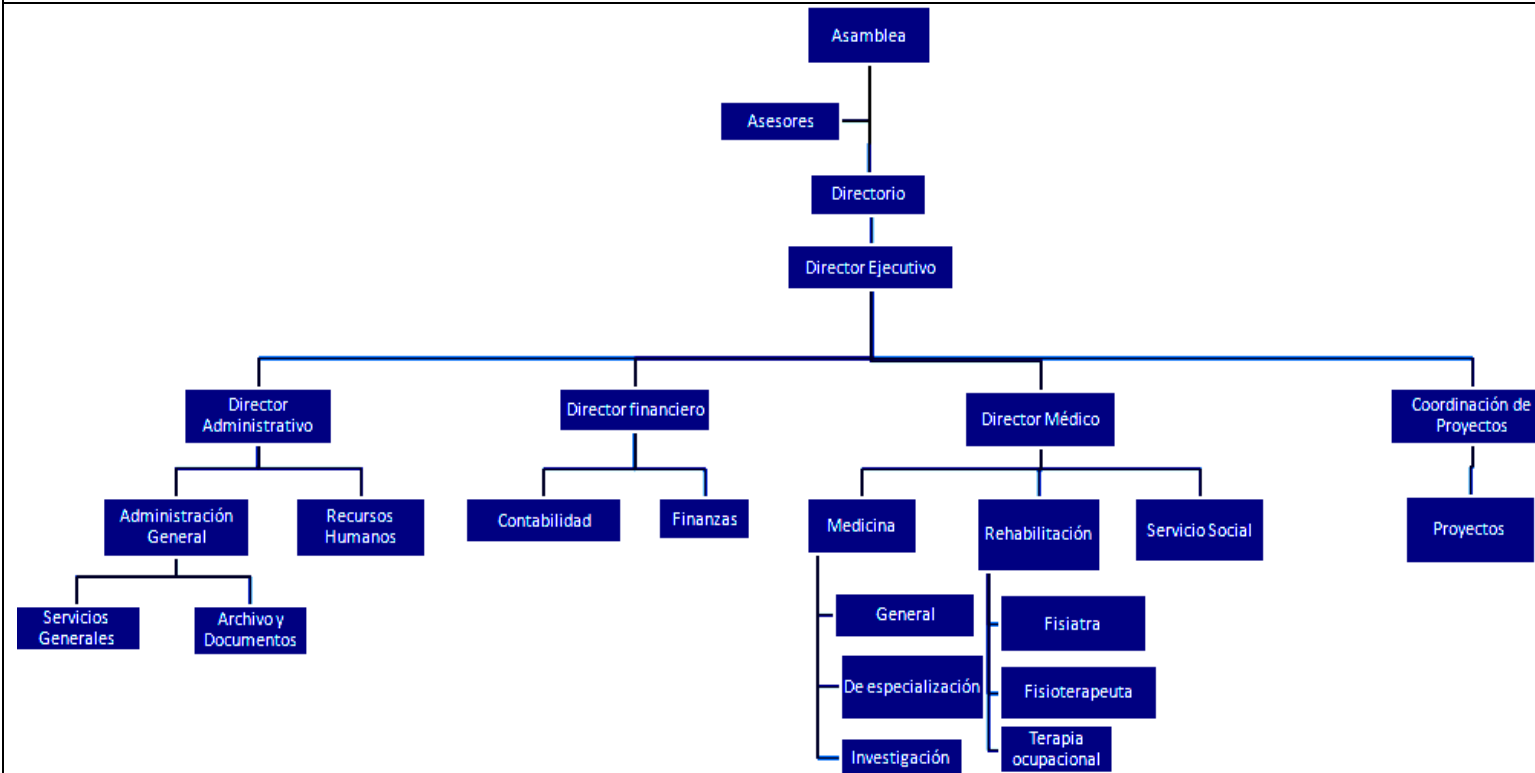 Asamblea
Asesores
Directorio
Director Ejecutivo
Director
Administrativo
Director financiero
Director Médico
Coordinación de
Proyectos
Administración
General
Recursos
Humanos
Contabilidad
Finanzas
Medicina
Rehabilitación
Servicio Social
Proyectos
Servicios
Generales
Archivo y
Documentos
General
Fisiatra
De especialización
Fisioterapeuta
Investigación
Terapia
ocupacional